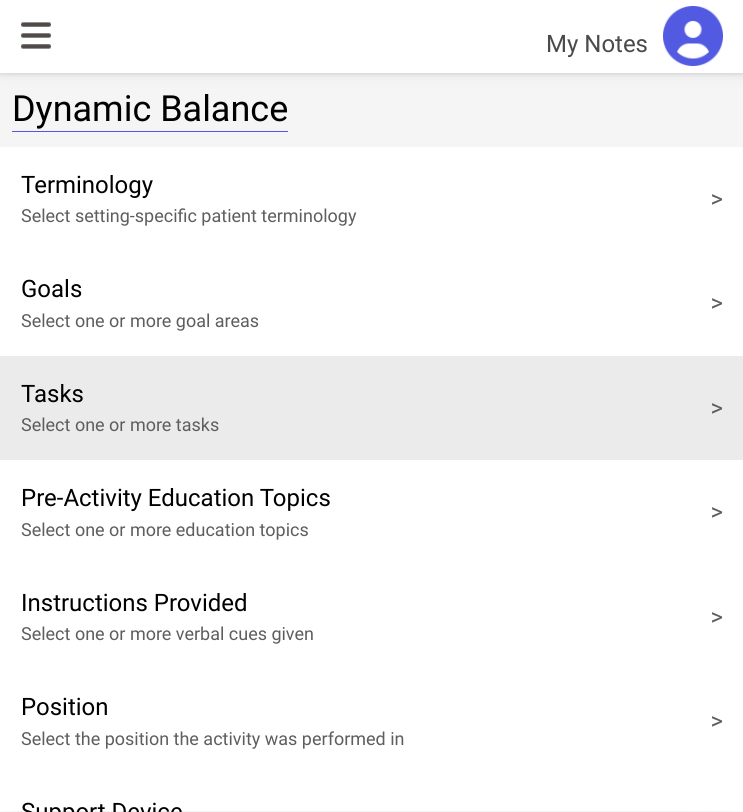 My Notes
Dynamic Balance
Terminology
Select setting-specific patient terminology
>
Goals
Select one or more goal areas
>
Tasks
Select one or more tasks
>
Pre-Activity Education Topics
Select one or more education topics
>
Instructions Provided
Select one or more verbal cues given
>
Position
Select the position the activity was performed in
>
Support Device